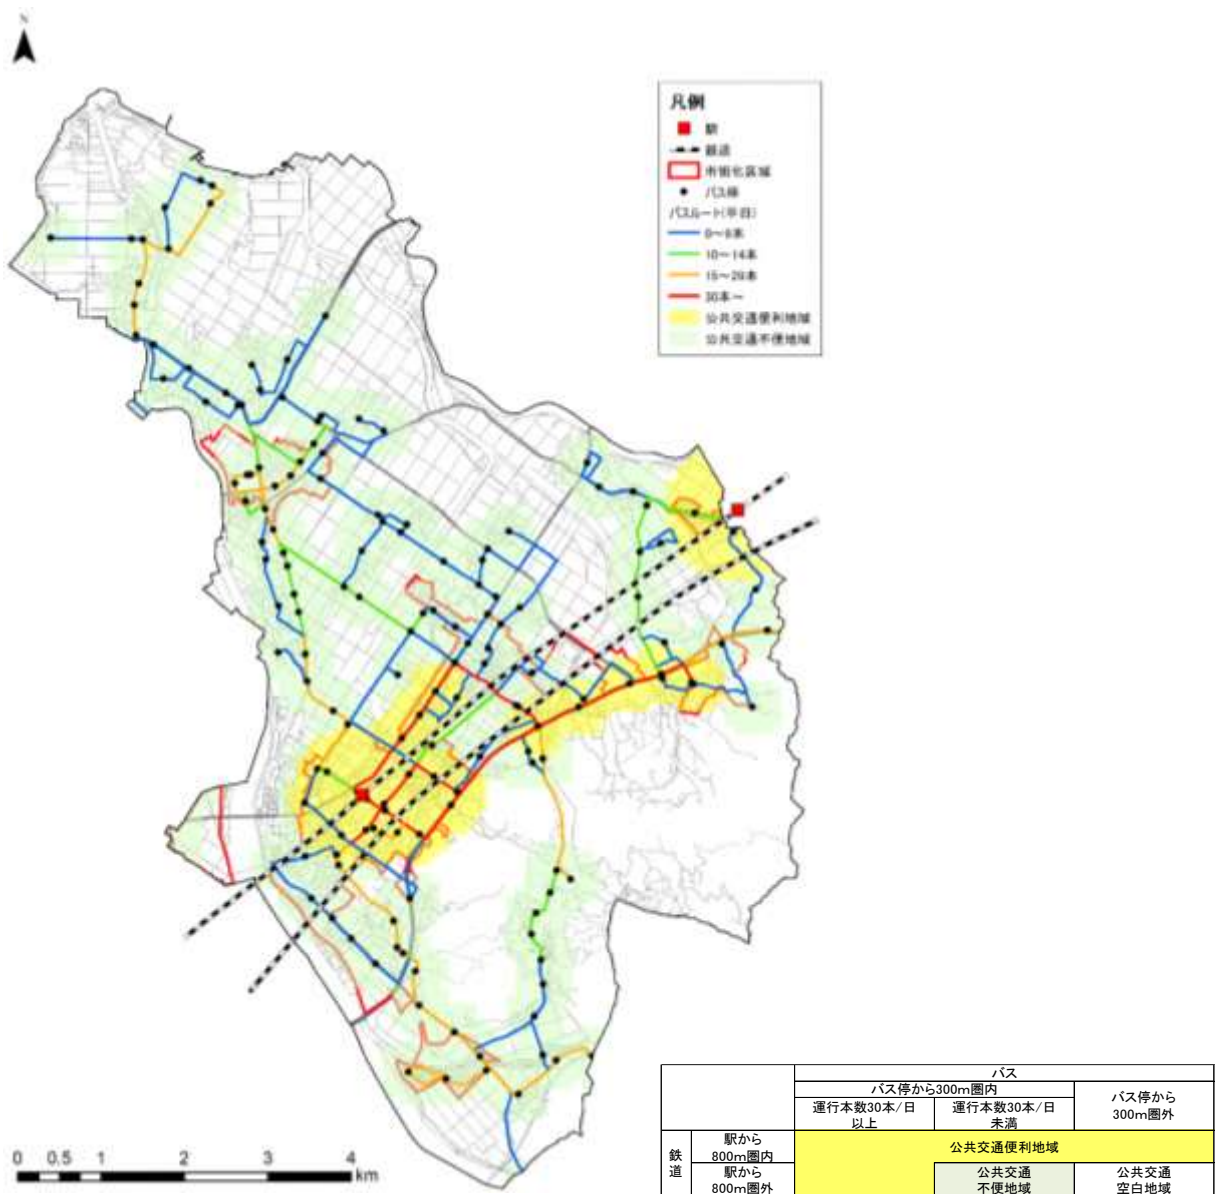 N
凡例
駅
鉄道
市街化区域
バス停
バスルート(平日)
0～9本
10～14本
15～29本
30本～
公共交通便利地域
公共交通不便地域
0 0.5 1 2 3 4
km
バス
バス停から300m圏内
バス停から
300m圏外
運行本数30本/日
以上
運行本数30本/日
未満
鉄道
駅から
800m圏内
公共交通便利地域
駅から
800m圏外
公共交通
不便地域
公共交通
空白地域